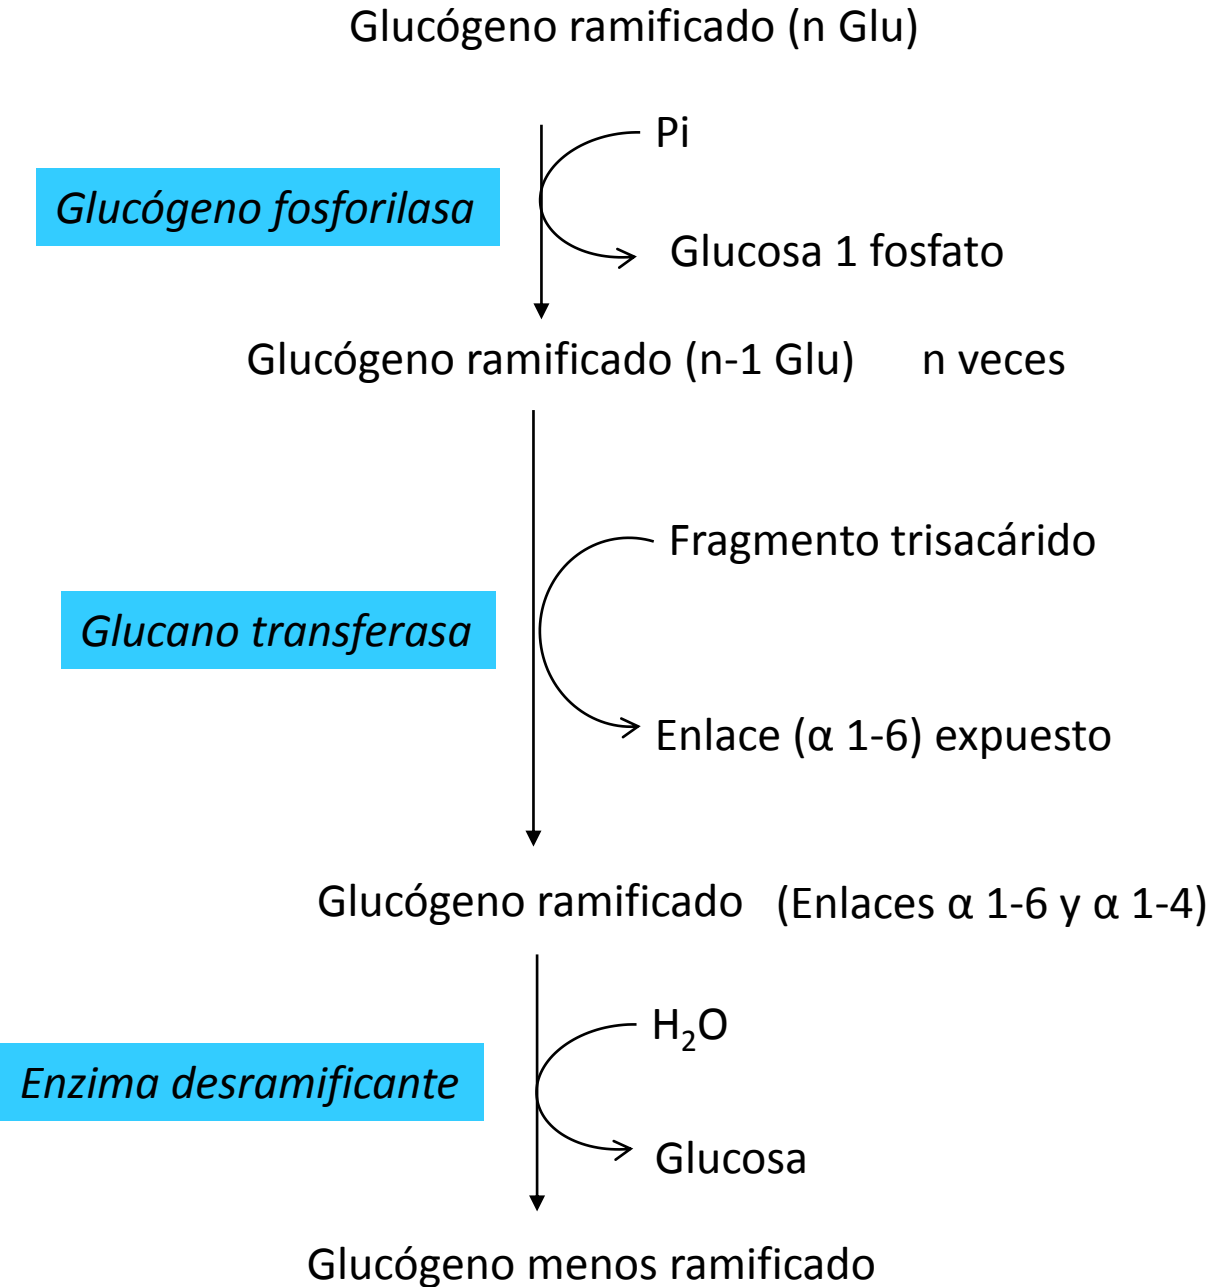 Glucógeno ramificado (n Glu)
Pi
Glucógeno fosforilasa
Glucosa 1 fosfato
Glucógeno ramificado (n-1 Glu) n veces
Fragmento trisacárido
Glucano transferasa
Enlace (α 1-6) expuesto
Glucógeno ramificado (Enlaces α 1-6 y α 1-4)
H₂O
Enzima desramificante
Glucosa
Glucógeno menos ramificado